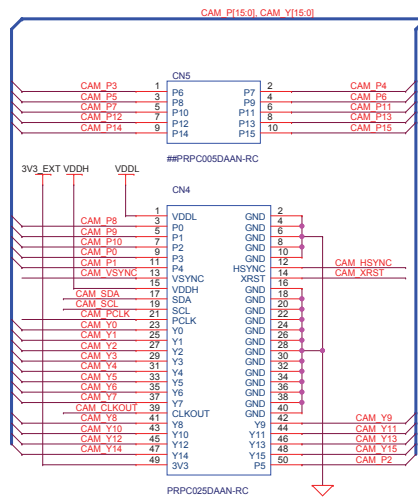 CAM_P[15:0], CAM_Y[15:0]
CN5
CAM_P3 1 P6 P7 2 CAM_P4
CAM_P5 3 P8 P9 4 CAM_P6
CAM_P7 5 P10 P11 6 CAM_P11
CAM_P12 7 P12 P13 8 CAM_P13
CAM_P14 9 P14 P15 10 CAM_P15
##PRPC005DAAN-RC
3V3_EXT VDDH VDDL
CN4
1 VDDL GND 2
CAM_P8 3 P0 GND 4
CAM_P9 5 P1 GND 6
CAM_P10 7 P2 GND 8
CAM_P0 9 P3 GND 10
CAM_P1 11 P4 HSYNC 12 CAM_HSYNC
CAM_VSYNC 13 VSYNC XRST 14 CAM_XRST
15 VDDH GND 16
CAM_SDA 17 SDA GND 18
CAM_SCL 19 SCL GND 20
CAM_PCLK 21 PCLK GND 22
CAM_Y0 23 Y0 GND 24
CAM_Y1 25 Y1 GND 26
CAM_Y2 27 Y2 GND 28
CAM_Y3 29 Y3 GND 30
CAM_Y4 31 Y4 GND 32
CAM_Y5 33 Y5 GND 34
CAM_Y6 35 Y6 GND 36
CAM_Y7 37 Y7 GND 38
CAM_CLKOUT 39 CLKOUT GND 40
CAM_Y8 41 Y8 Y9 42 CAM_Y9
CAM_Y10 43 Y10 Y11 44 CAM_Y11
CAM_Y12 45 Y12 Y13 46 CAM_Y13
CAM_Y14 47 Y14 Y15 48 CAM_Y15
49 3V3 P5 50 CAM_P2
PRPC025DAAN-RC